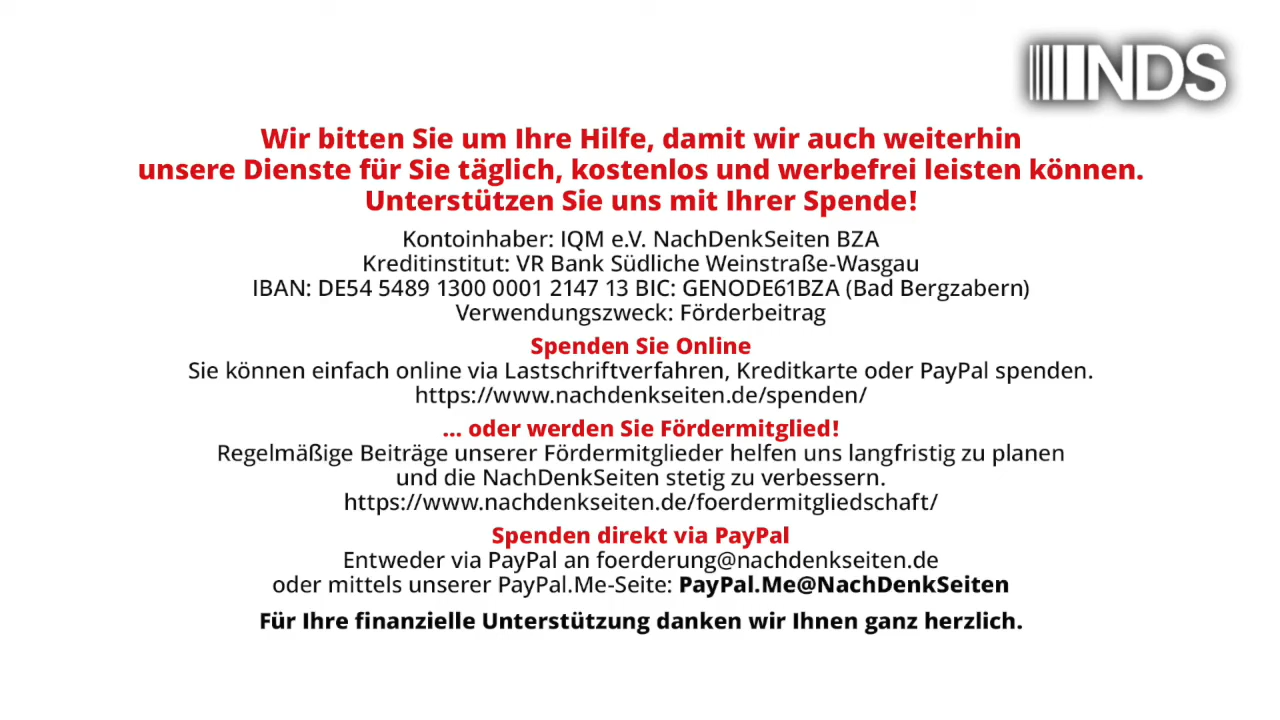 NDS
Wir bitten Sie um Ihre Hilfe, damit wir auch weiterhin
unsere Dienste für Sie täglich, kostenlos und werbefrei leisten können.
Unterstützen Sie uns mit Ihrer Spende!
Kontoinhaber: IQM e.V. NachDenkSeiten BZA
Kreditinstitut: VR Bank Südliche Weinstraße-Wasgau
IBAN: DE54 5489 1300 0001 2147 13 BIC: GENODE61BZA (Bad Bergzabern)
Verwendungszweck: Förderbeitrag
Spenden Sie Online
Sie können einfach online via Lastschriftverfahren, Kreditkarte oder PayPal spenden.
https://www.nachdenkseiten.de/spenden/
... oder werden Sie Fördermitglied!
Regelmäßige Beiträge unserer Fördermitglieder helfen uns langfristig zu planen
und die NachDenkSeiten stetig zu verbessern.
https://www.nachdenkseiten.de/foerdermitgliedschaft/
Spenden direkt via PayPal
Entweder via PayPal an foerderung@nachdenkseiten.de
oder mittels unserer PayPal.Me-Seite: PayPal.Me@NachDenkSeiten
Für Ihre finanzielle Unterstützung danken wir Ihnen ganz herzlich.